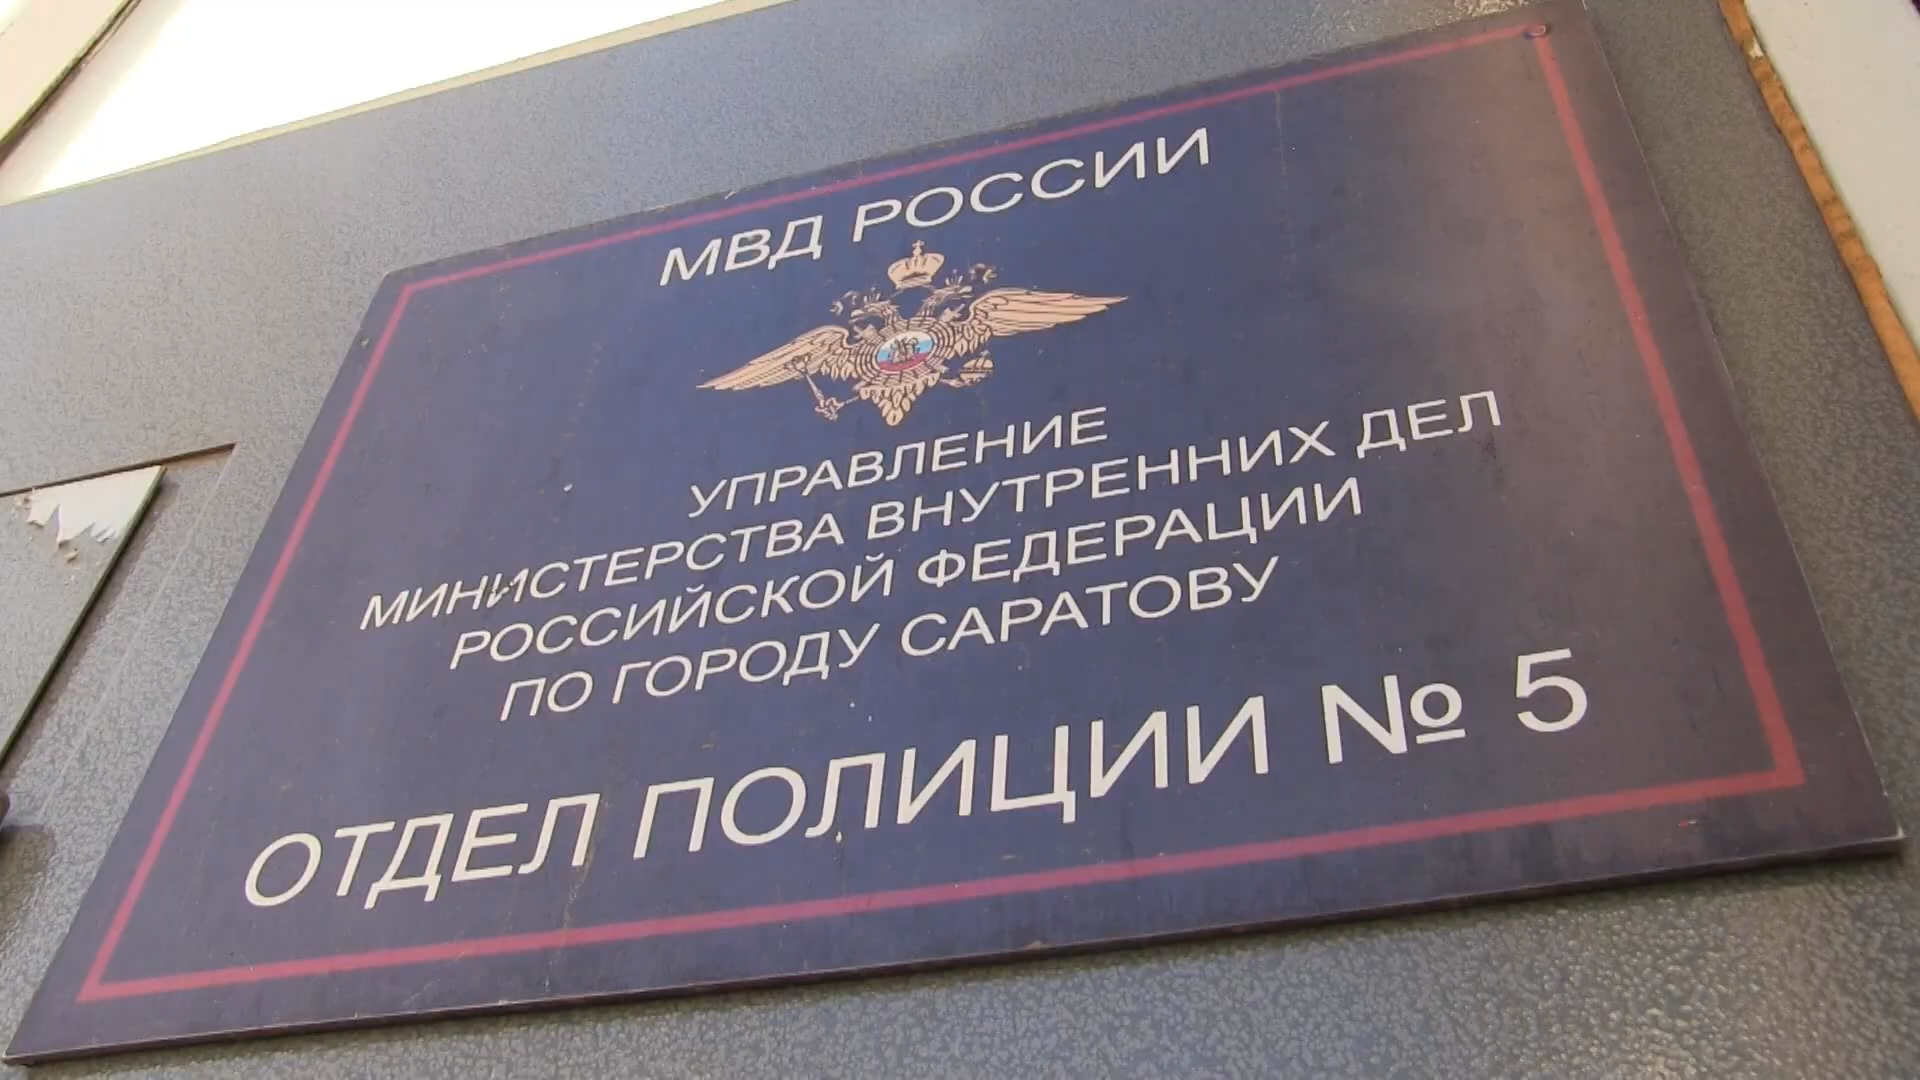 МВД РОССИИ
УПРАВЛЕНИЕ
МИНИСТЕРСТВА ВНУТРЕННИХ ДЕЛ
РОССИЙСКОЙ ФЕДЕРАЦИИ
ПО ГОРОДУ САРАТОВУ
ОТДЕЛ ПОЛИЦИИ № 5